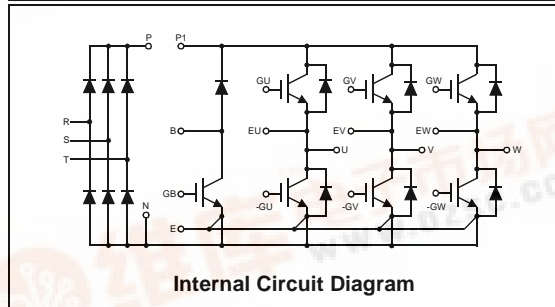 P P1
GU GV GW
R
S
T
B EU EV EW
U V W
N
GB -GU -GV -GW
E
Internal Circuit Diagram